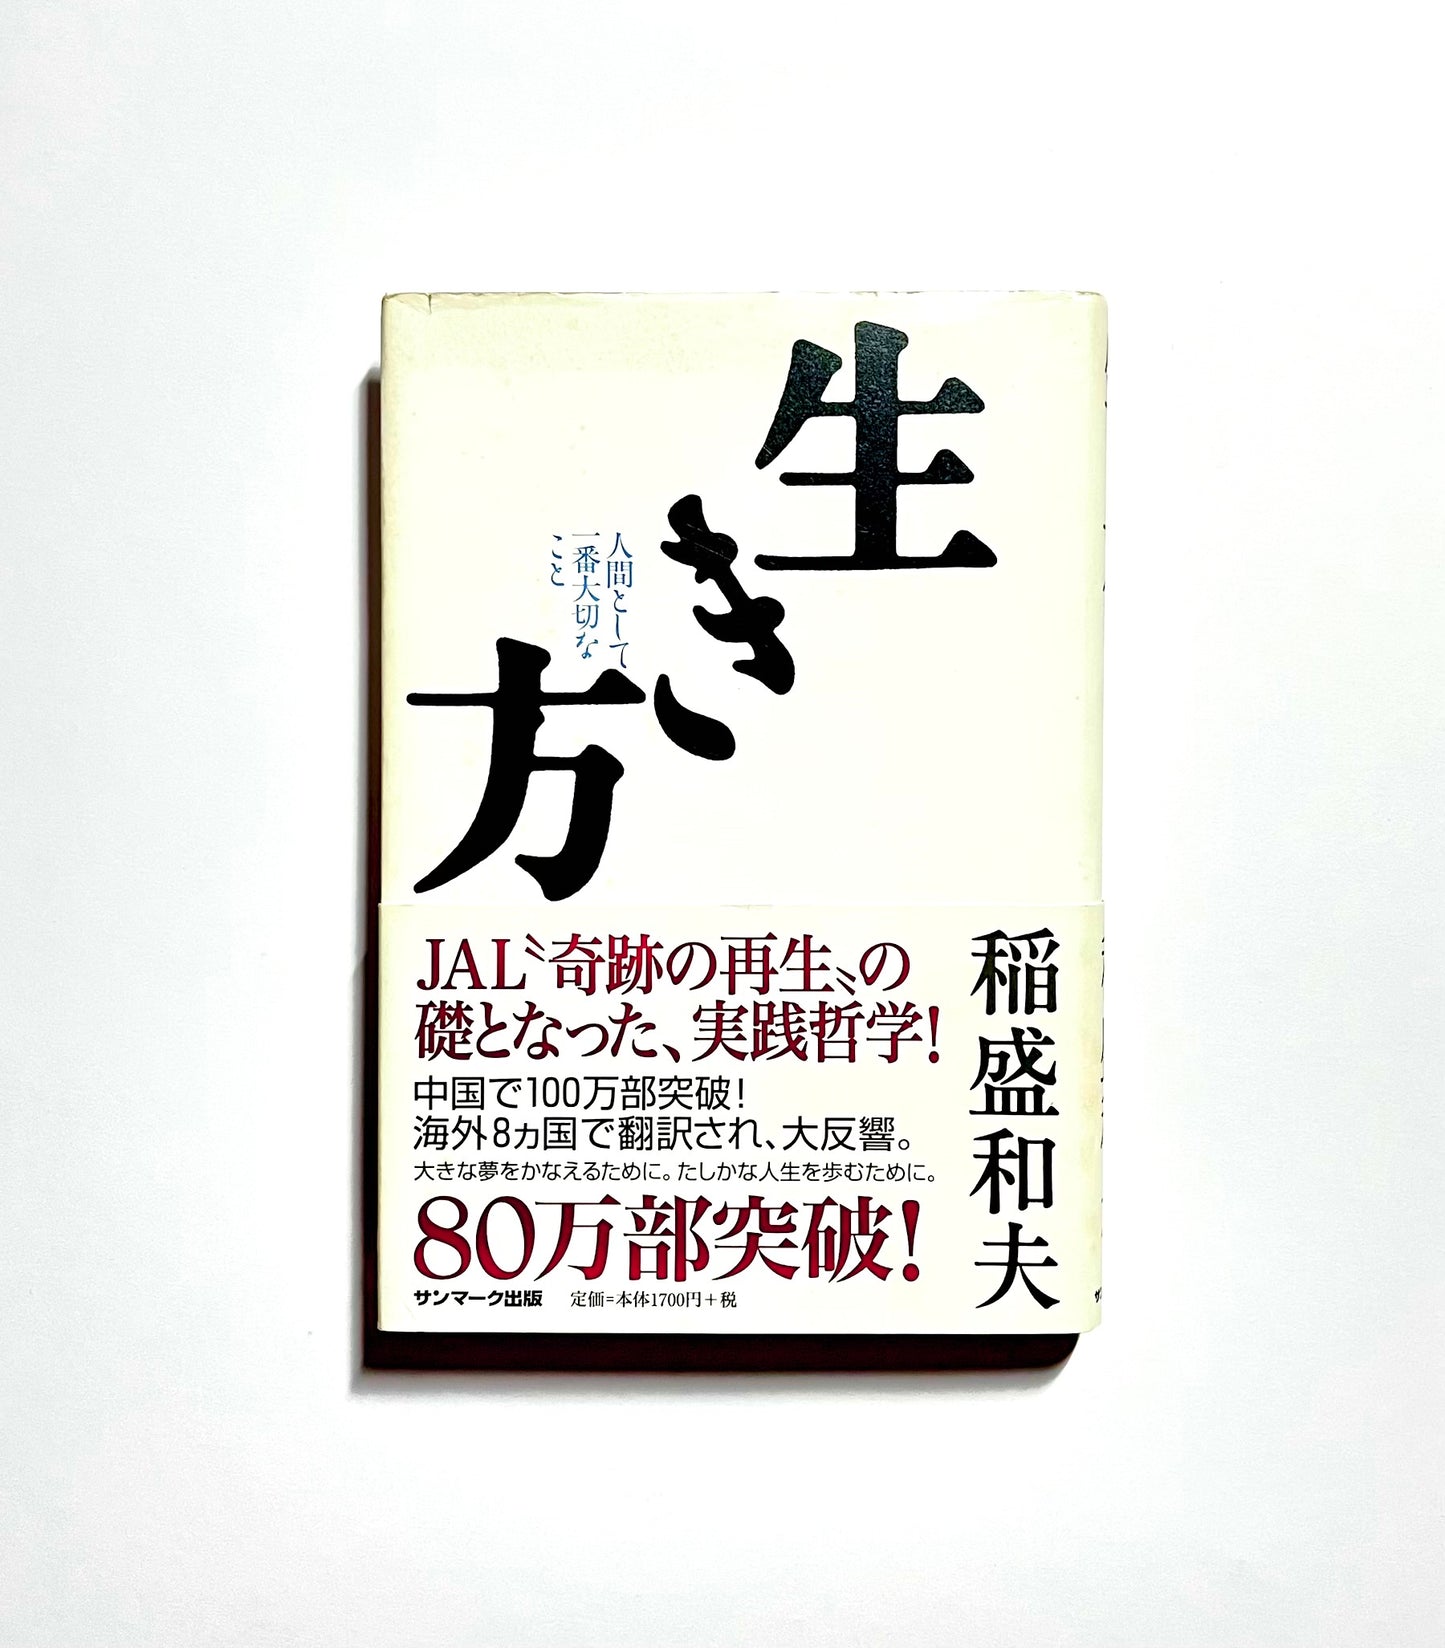 生き方
人間として
一番大切な
こと
稲盛和夫
JAL〝奇跡の再生〟の
礎となった、実践哲学!
中国で100万部突破!
海外8ヵ国で翻訳され、大反響。
大きな夢をかなえるために。たしかな人生を歩むために。
80万部突破!
サンマーク出版 定価=本体1700円+税